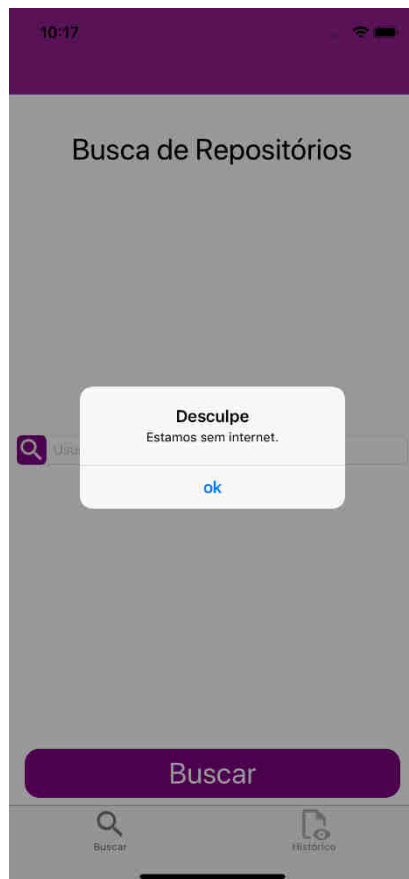 10:17
Busca de Repositórios
Desculpe
Estamos sem internet.
ok
Buscar
Buscar
Histórico